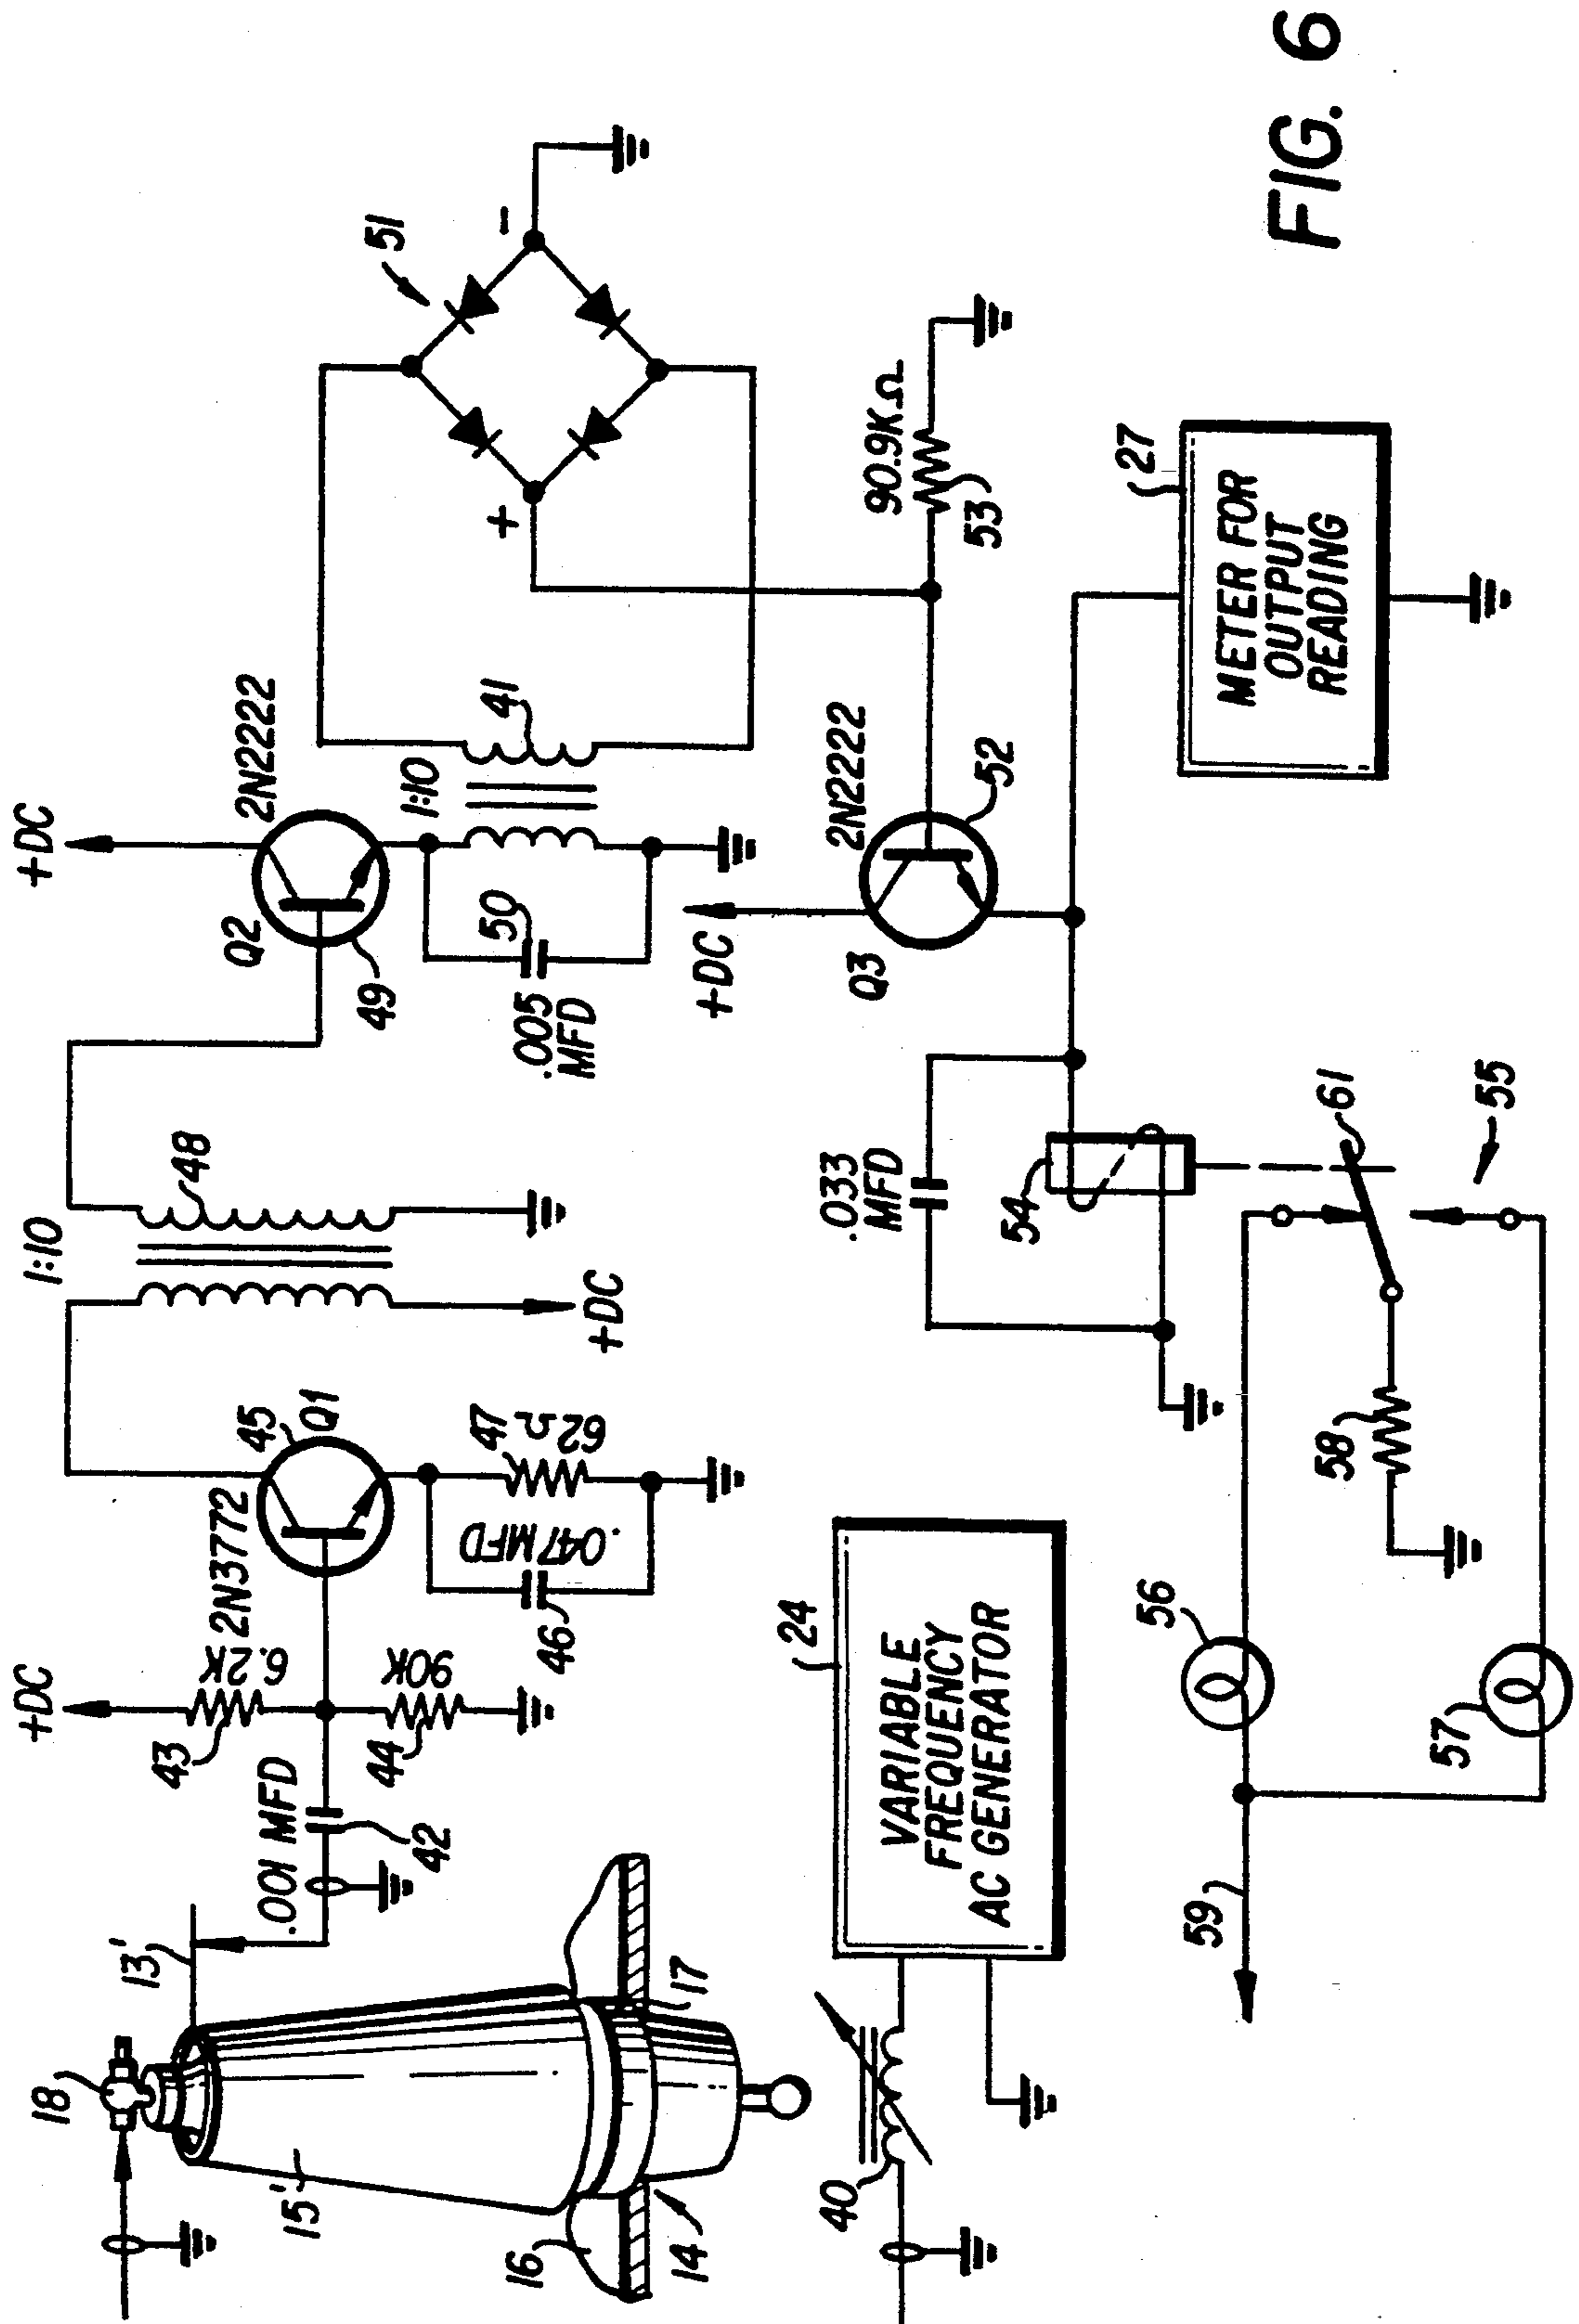 18
13'
15'
16
17
14
.001 MFD
42
+DC
43
6.2K
44
90K
2N3772
45
Q1
46
.047 MFD
47
62Ω
1:10
48
+DC
+DC
Q2
2N2222
49
50
.005
MFD
1:10
41
51
+
-
40
24
VARIABLE
FREQUENCY
AC GENERATOR
+DC
Q3
2N2222
52
90.9KΩ
53
.033
MFD
54
27
METER FOR
OUTPUT
READING
59
56
57
58
61
55
FIG. 6